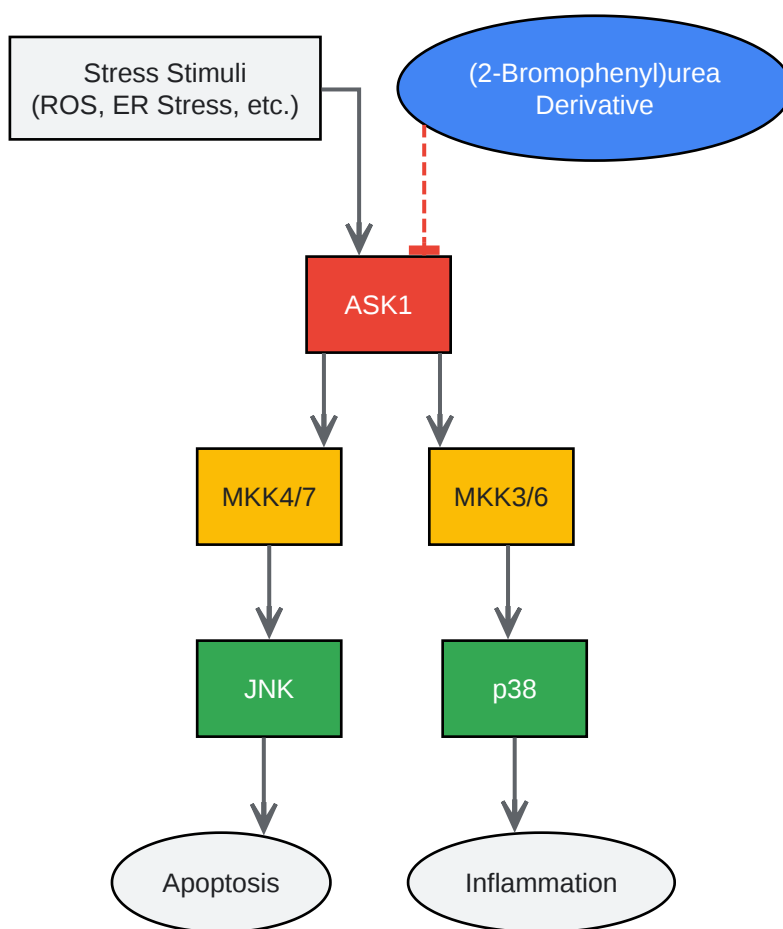 Stress Stimuli
(ROS, ER Stress, etc.)
(2-Bromophenyl)urea
Derivative
ASK1
MKK4/7
MKK3/6
JNK
p38
Apoptosis
Inflammation